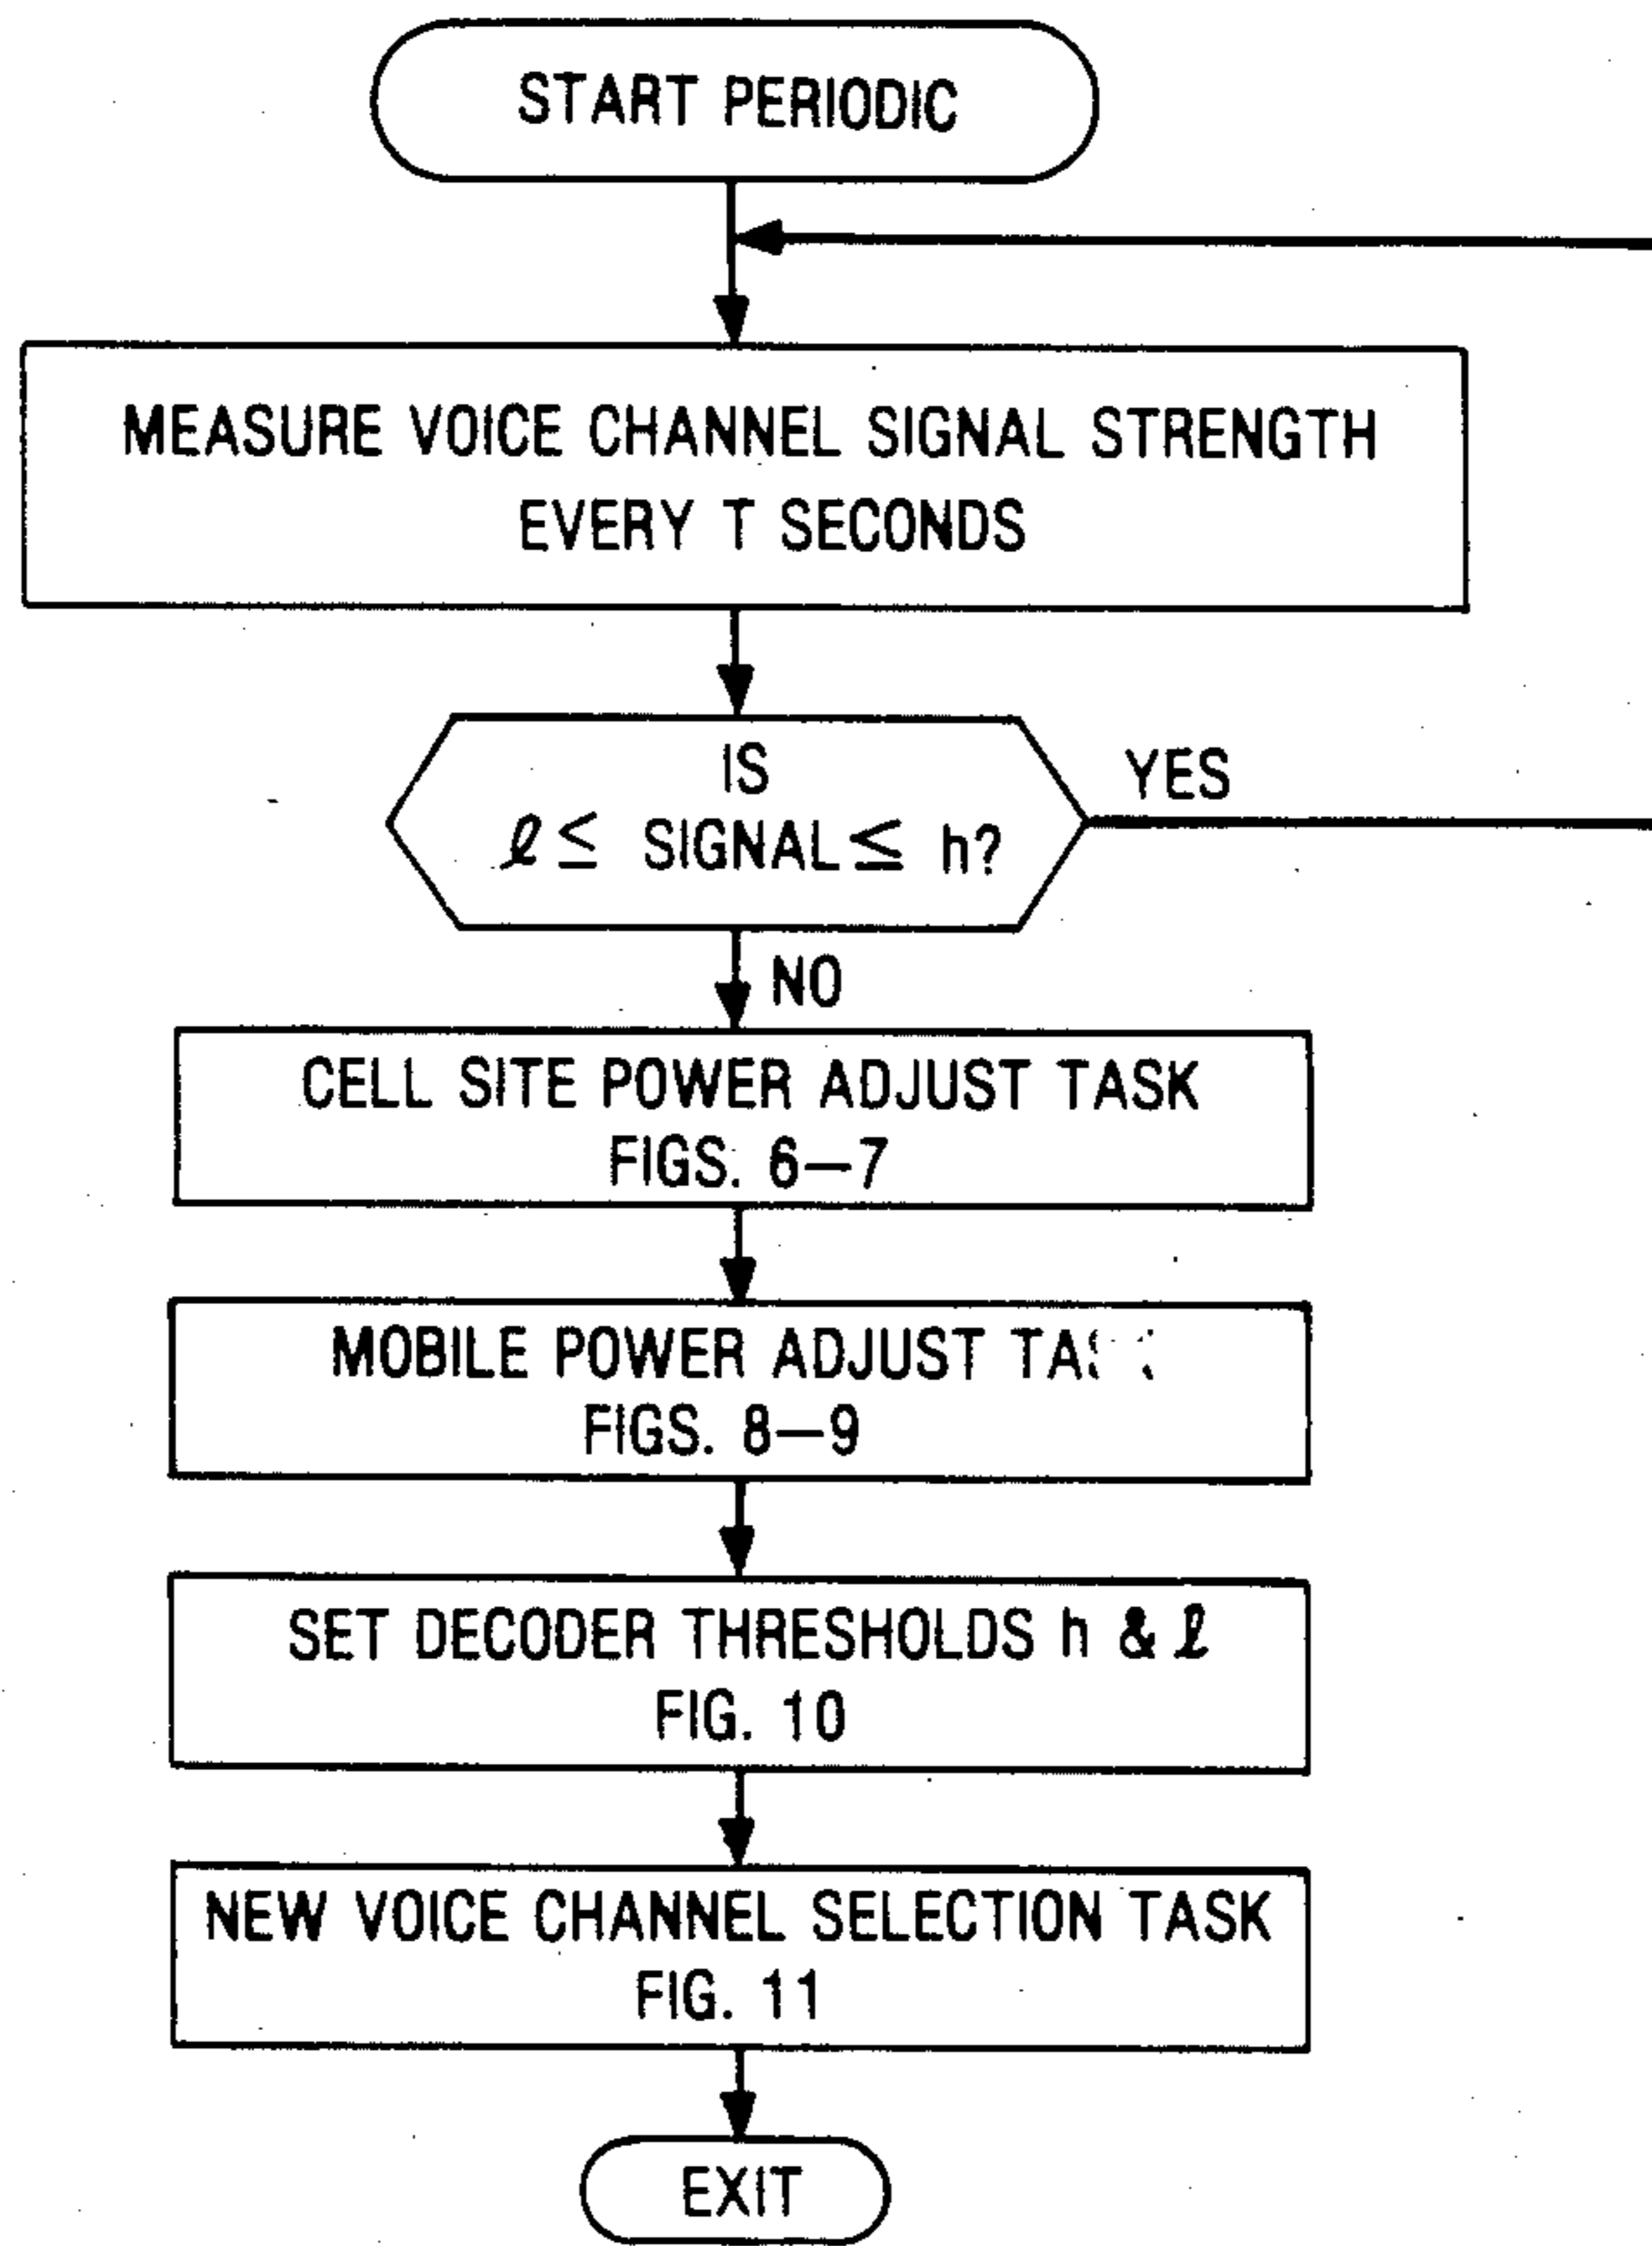 START PERIODIC
MEASURE VOICE CHANNEL SIGNAL STRENGTH
EVERY T SECONDS
IS
ℓ ≤ SIGNAL ≤ h?
YES
NO
CELL SITE POWER ADJUST TASK
FIGS. 6–7
MOBILE POWER ADJUST
FIGS. 8–9
SET DECODER THRESHOLDS h & ℓ
FIG. 10
NEW VOICE CHANNEL SELECTION TASK
FIG. 11
EXIT